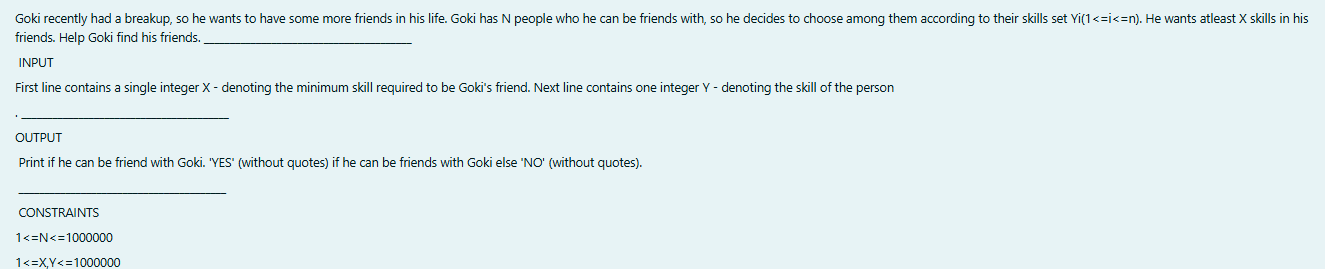 Goki recently had a breakup, so he wants to have some more friends in his life. Goki has N people who he can be friends with, so he decides to choose among them according to their skills set Yi(1<=i<=n). He wants atleast X skills in his
friends. Help Goki find his friends. ________________________________
INPUT
First line contains a single integer X - denoting the minimum skill required to be Goki's friend. Next line contains one integer Y - denoting the skill of the person
. ________________________________
OUTPUT
Print if he can be friend with Goki. 'YES' (without quotes) if he can be friends with Goki else 'NO' (without quotes).
________________________________
CONSTRAINTS
1<=N<=1000000
1<=X,Y<=1000000